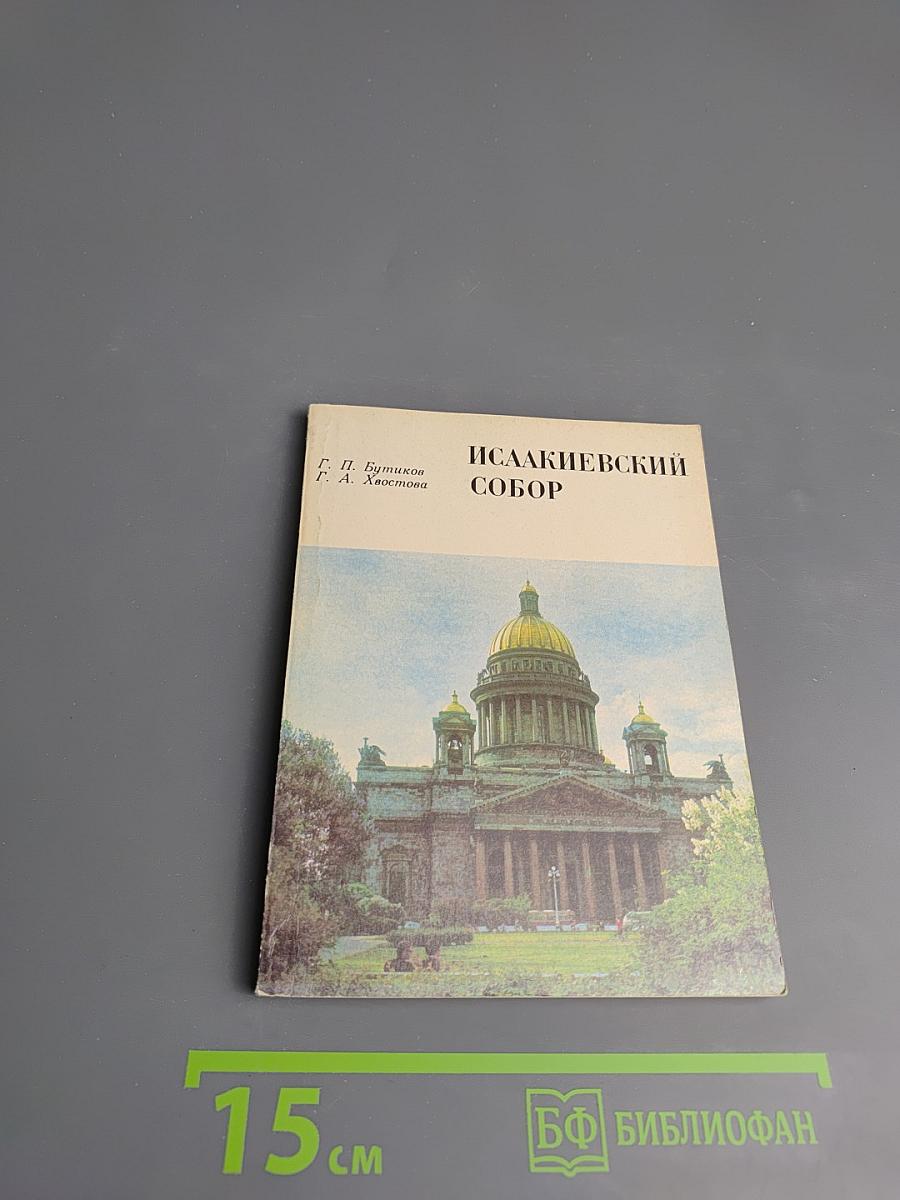 Г. П. Бутиков
Г. А. Хвостова
ИСААКИЕВСКИЙ
СОБОР
15 см
БФ БИБЛИОФАН